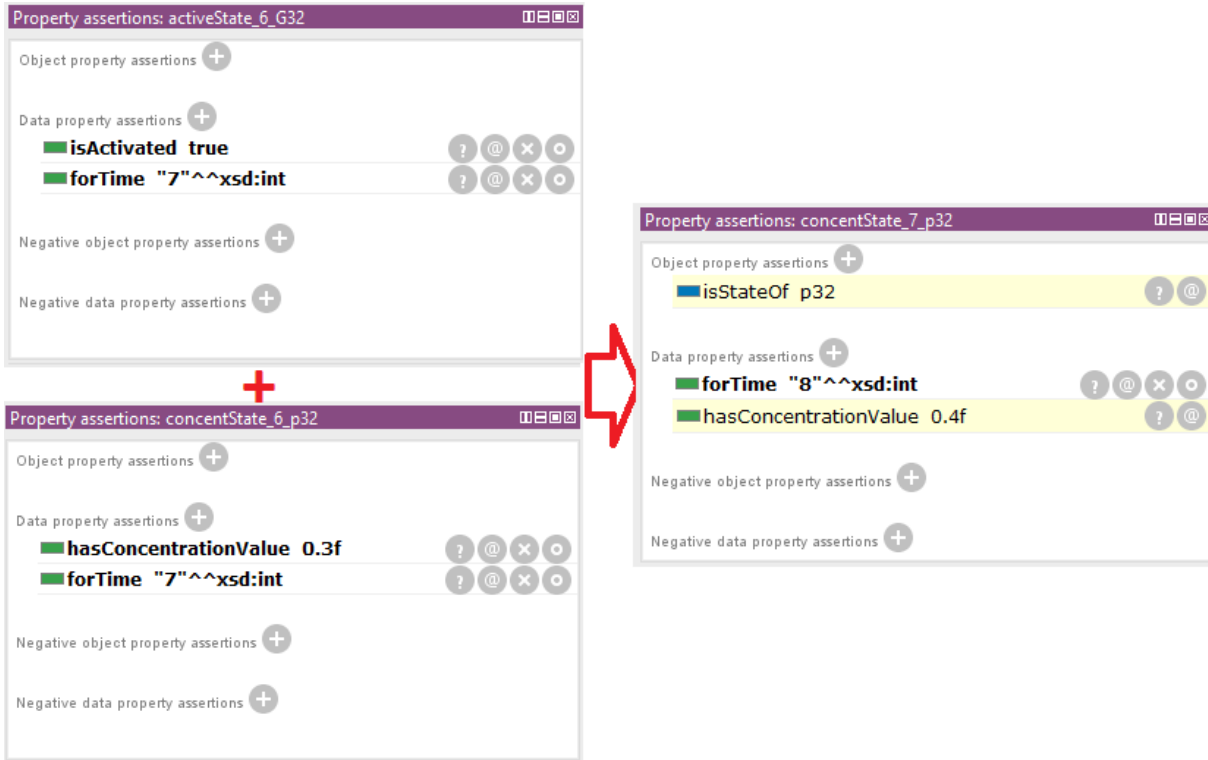 Property assertions: activeState_6_G32
Object property assertions
Data property assertions
isActivated true
forTime "7"^^xsd:int
Negative object property assertions
Negative data property assertions
+
Property assertions: concentState_6_p32
Object property assertions
Data property assertions
hasConcentrationValue 0.3f
forTime "7"^^xsd:int
Negative object property assertions
Negative data property assertions
Property assertions: concentState_7_p32
Object property assertions
isStateOf p32
Data property assertions
forTime "8"^^xsd:int
hasConcentrationValue 0.4f
Negative object property assertions
Negative data property assertions